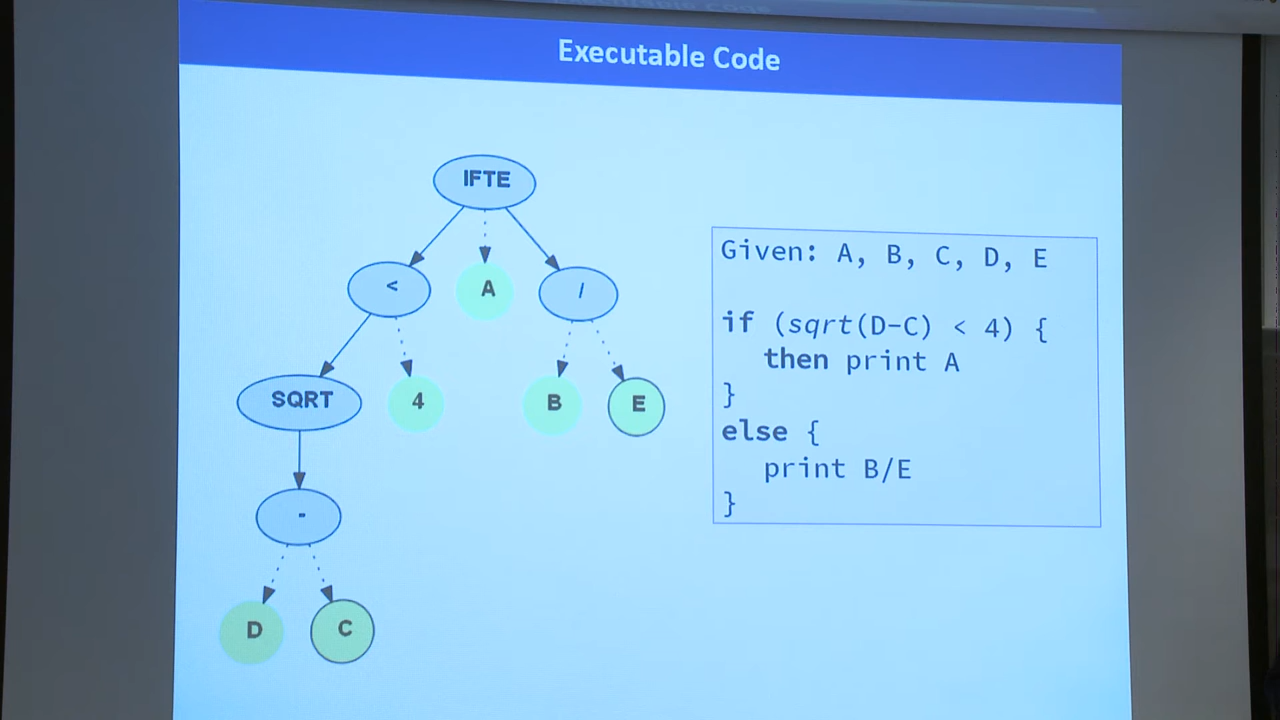 Executable Code
IFTE
<
A
/
SQRT
4
B
E
-
D
C
Given: A, B, C, D, E
if (sqrt(D-C) < 4) {
then print A
}
else {
print B/E
}